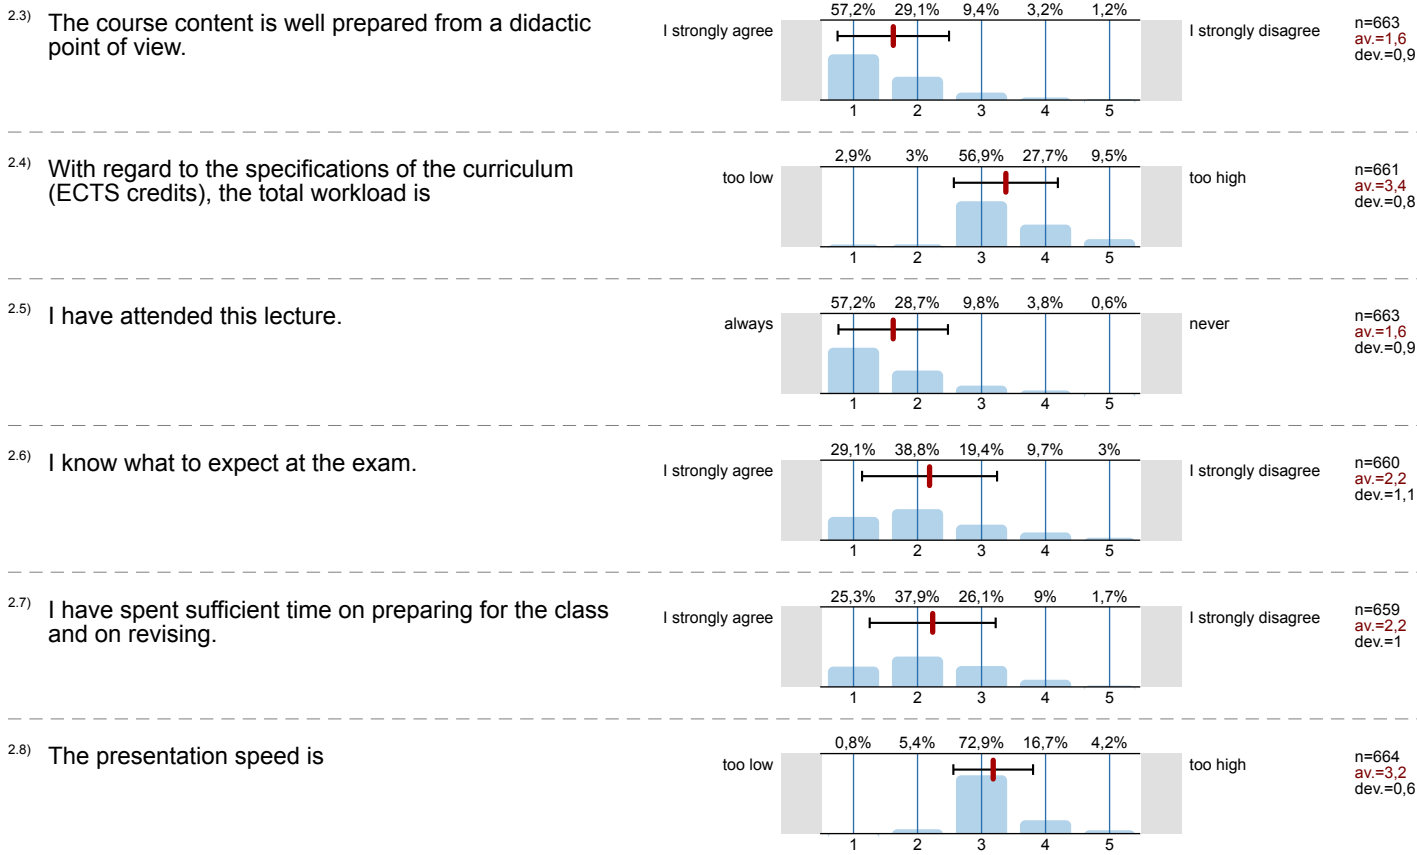 2.3) The course content is well prepared from a didactic
point of view.
57,2% 29,1% 9,4% 3,2% 1,2%
I strongly agree I strongly disagree
n=663
av.=1,6
dev.=0,9
1 2 3 4 5
2.4) With regard to the specifications of the curriculum
(ECTS credits), the total workload is
2,9% 3% 56,9% 27,7% 9,5%
too low too high
n=661
av.=3,4
dev.=0,8
1 2 3 4 5
2.5) I have attended this lecture.
57,2% 28,7% 9,8% 3,8% 0,6%
always never
n=663
av.=1,6
dev.=0,9
1 2 3 4 5
2.6) I know what to expect at the exam.
29,1% 38,8% 19,4% 9,7% 3%
I strongly agree I strongly disagree
n=660
av.=2,2
dev.=1,1
1 2 3 4 5
2.7) I have spent sufficient time on preparing for the class
and on revising.
25,3% 37,9% 26,1% 9% 1,7%
I strongly agree I strongly disagree
n=659
av.=2,2
dev.=1
1 2 3 4 5
2.8) The presentation speed is
0,8% 5,4% 72,9% 16,7% 4,2%
too low too high
n=664
av.=3,2
dev.=0,6
1 2 3 4 5